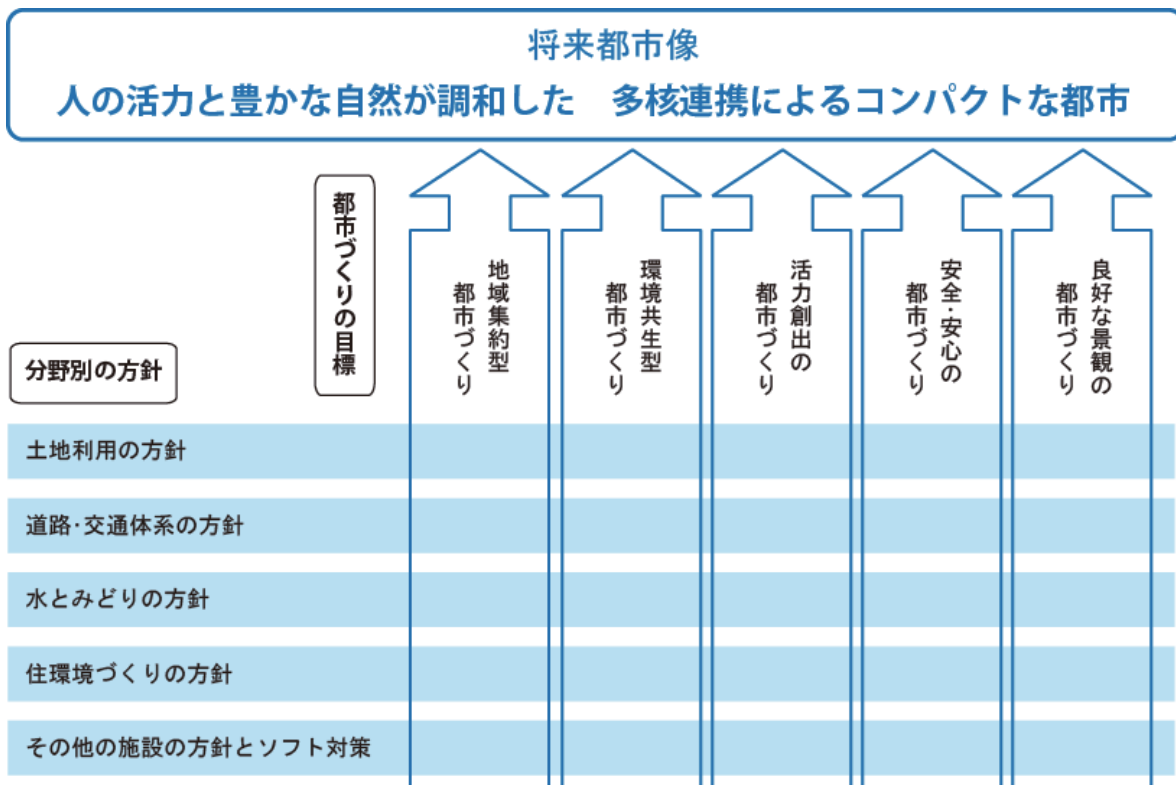 将来都市像
人の活力と豊かな自然が調和した　多核連携によるコンパクトな都市
都市づくりの目標
地域集約型
都市づくり
環境共生型
都市づくり
活力創出の
都市づくり
安全・安心の
都市づくり
良好な景観の
都市づくり
分野別の方針
土地利用の方針
道路・交通体系の方針
水とみどりの方針
住環境づくりの方針
その他の施設の方針とソフト対策